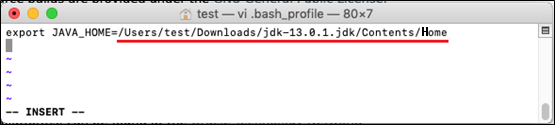 test — vi .bash_profile — 80×7
export JAVA_HOME=/Users/test/Downloads/jdk-13.0.1.jdk/Contents/Home
~
~
~
~
-- INSERT --